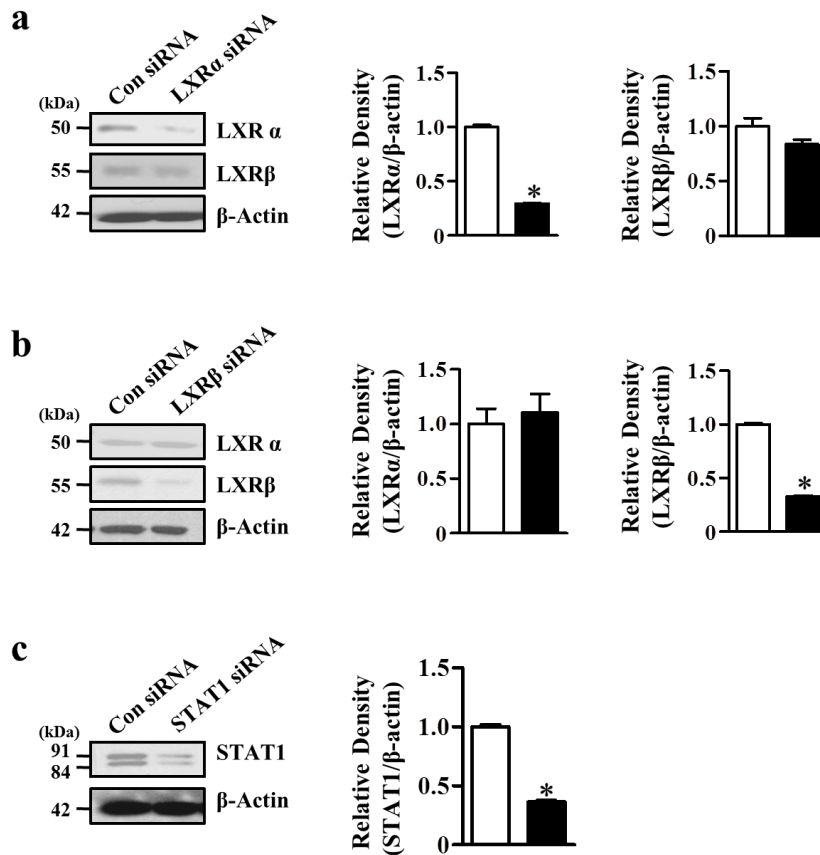 a
Con siRNA
LXRα siRNA
(kDa)
50
LXR α
55
LXRβ
42
β-Actin
Relative Density
(LXRα/β-actin)
1.5
1.0
0.5
0
*
Relative Density
(LXRβ/β-actin)
1.5
1.0
0.5
0
b
Con siRNA
LXRβ siRNA
(kDa)
50
LXR α
55
LXRβ
42
β-Actin
Relative Density
(LXRα/β-actin)
1.5
1.0
0.5
0
Relative Density
(LXRβ/β-actin)
1.5
1.0
0.5
0
*
c
Con siRNA
STAT1 siRNA
(kDa)
91
84
STAT1
42
β-Actin
Relative Density
(STAT1/β-actin)
1.5
1.0
0.5
0
*